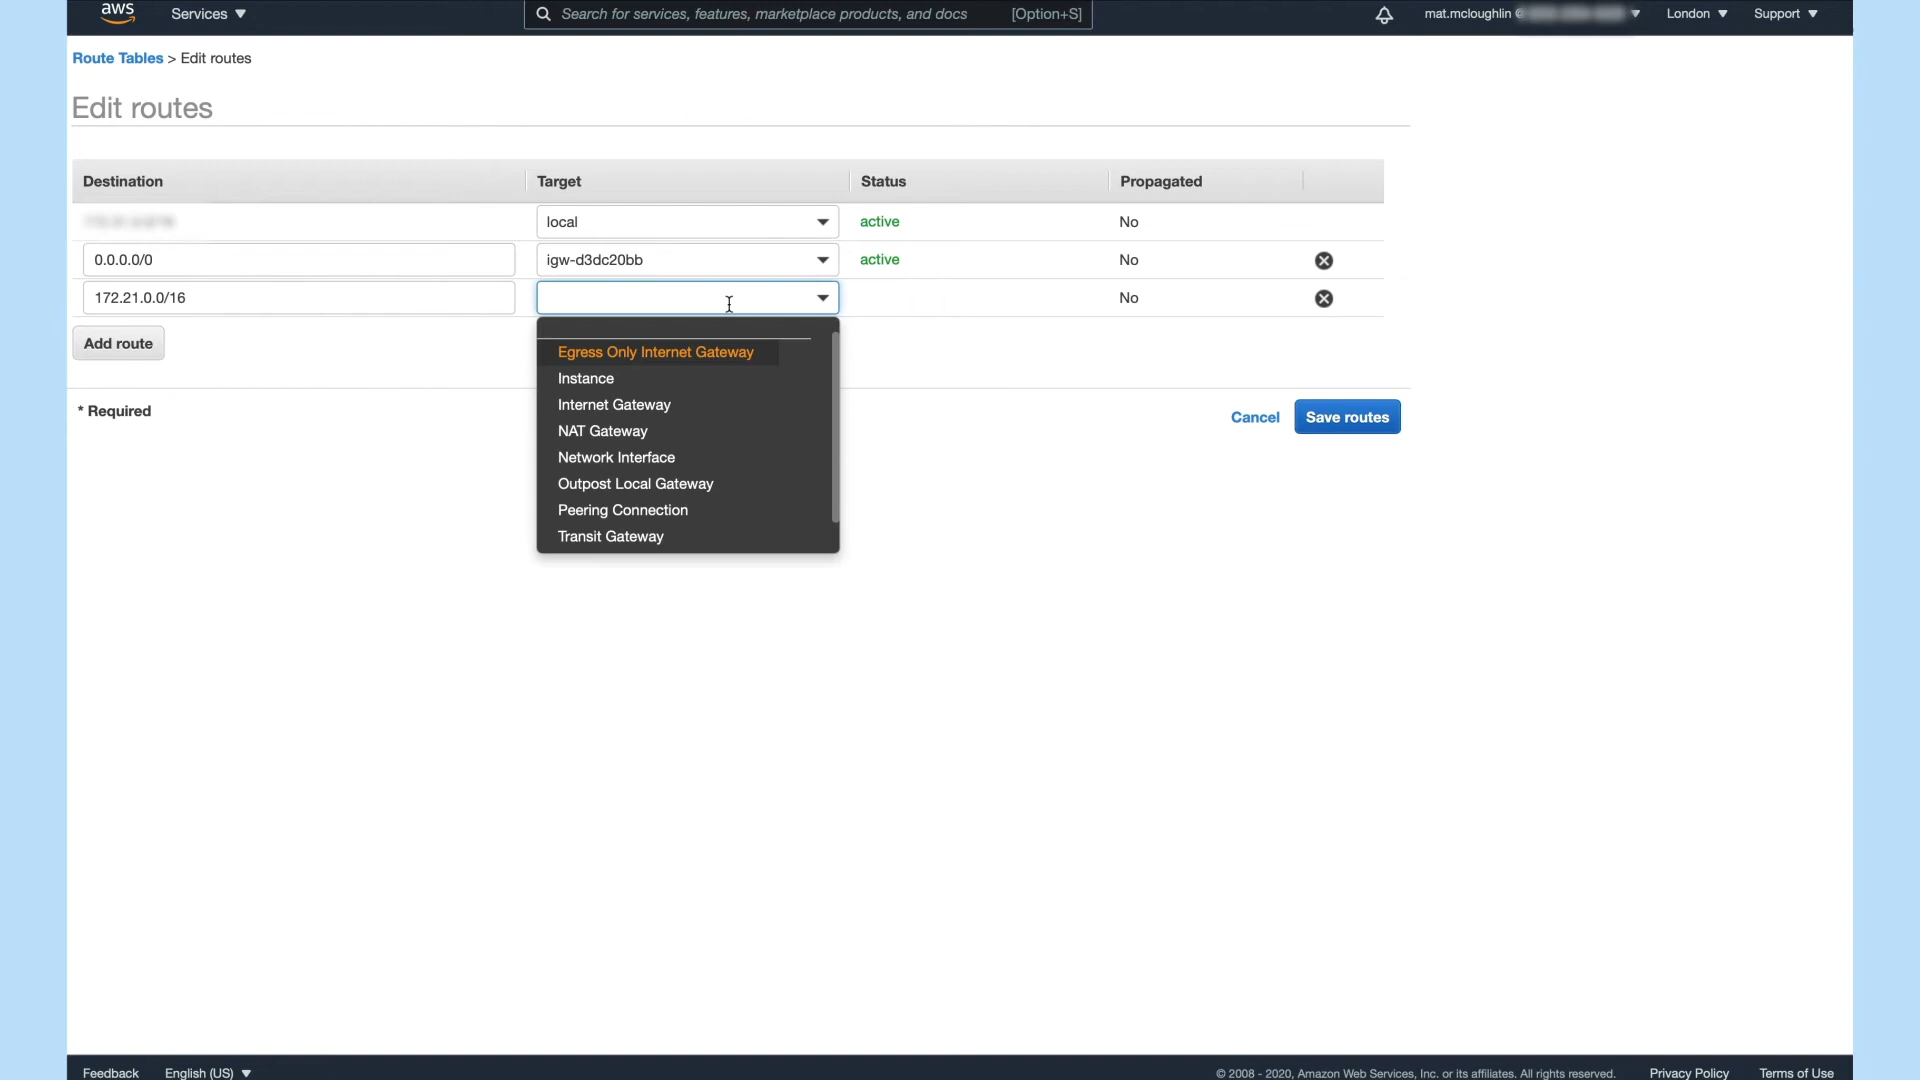 aws Services Search for services, features, marketplace products, and docs [Option+S] mat.mcloughlin @ London Support
Route Tables > Edit routes
Edit routes
Destination Target Status Propagated
local active No
0.0.0.0/0 igw-d3dc20bb active No
172.21.0.0/16 No
Add route
Egress Only Internet Gateway
Instance
Internet Gateway
NAT Gateway
Network Interface
Outpost Local Gateway
Peering Connection
Transit Gateway
* Required
Cancel Save routes
Feedback English (US) © 2008 - 2020, Amazon Web Services, Inc. or its affiliates. All rights reserved. Privacy Policy Terms of Use